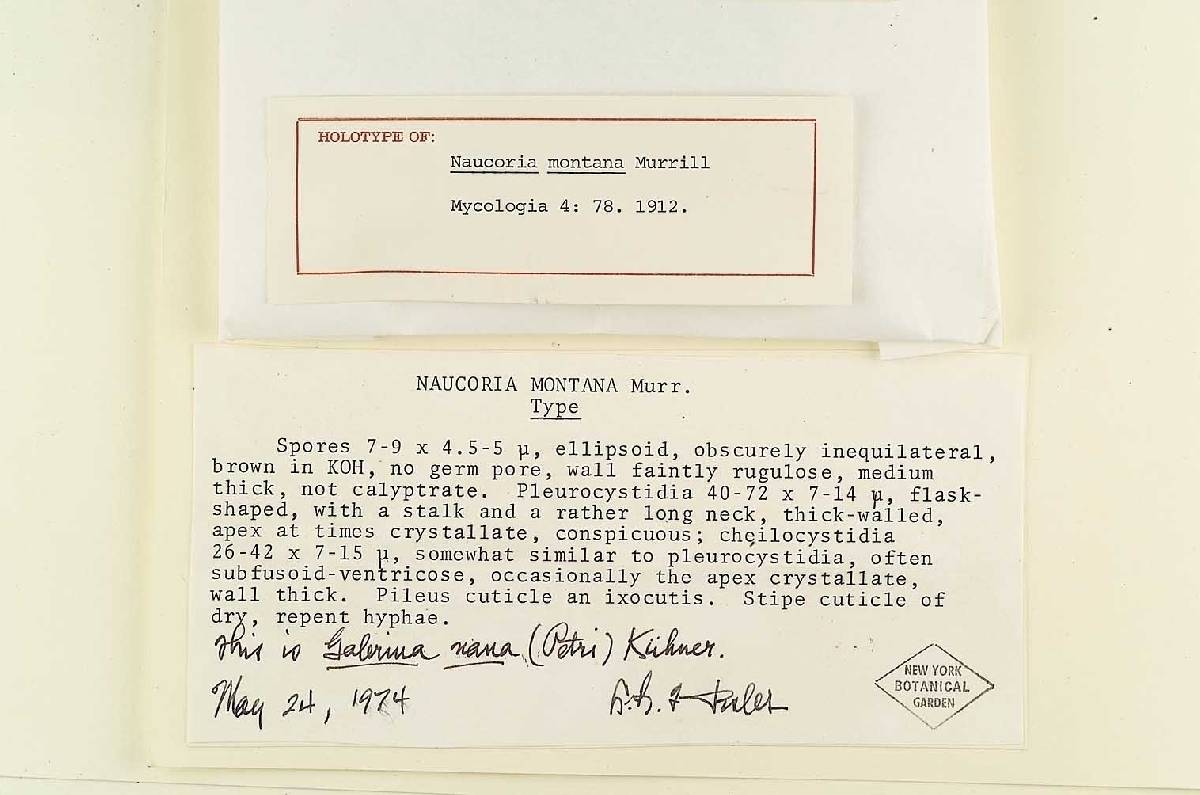 HOLOTYPE OF:
Naucoria montana Murrill
Mycologia 4: 78. 1912.
NAUCORIA MONTANA Murr.
Type
Spores 7-9 x 4.5-5 µ, ellipsoid, obscurely inequilateral,
brown in KOH, no germ pore, wall faintly rugulose, medium
thick, not calyptrate. Pleurocystidia 40-72 x 7-14 µ, flask-
shaped, with a stalk and a rather long neck, thick-walled,
apex at times crystallate, conspicuous; cheilocystidia
26-42 x 7-15 µ, somewhat similar to pleurocystidia, often
subfusoid-ventricose, occasionally the apex crystallate,
wall thick. Pileus cuticle an ixocutis. Stipe cuticle of
dry, repent hyphae.
This is Galerina nana (Petri) Kühner.
May 24, 1974
NEW YORK
BOTANICAL
GARDEN